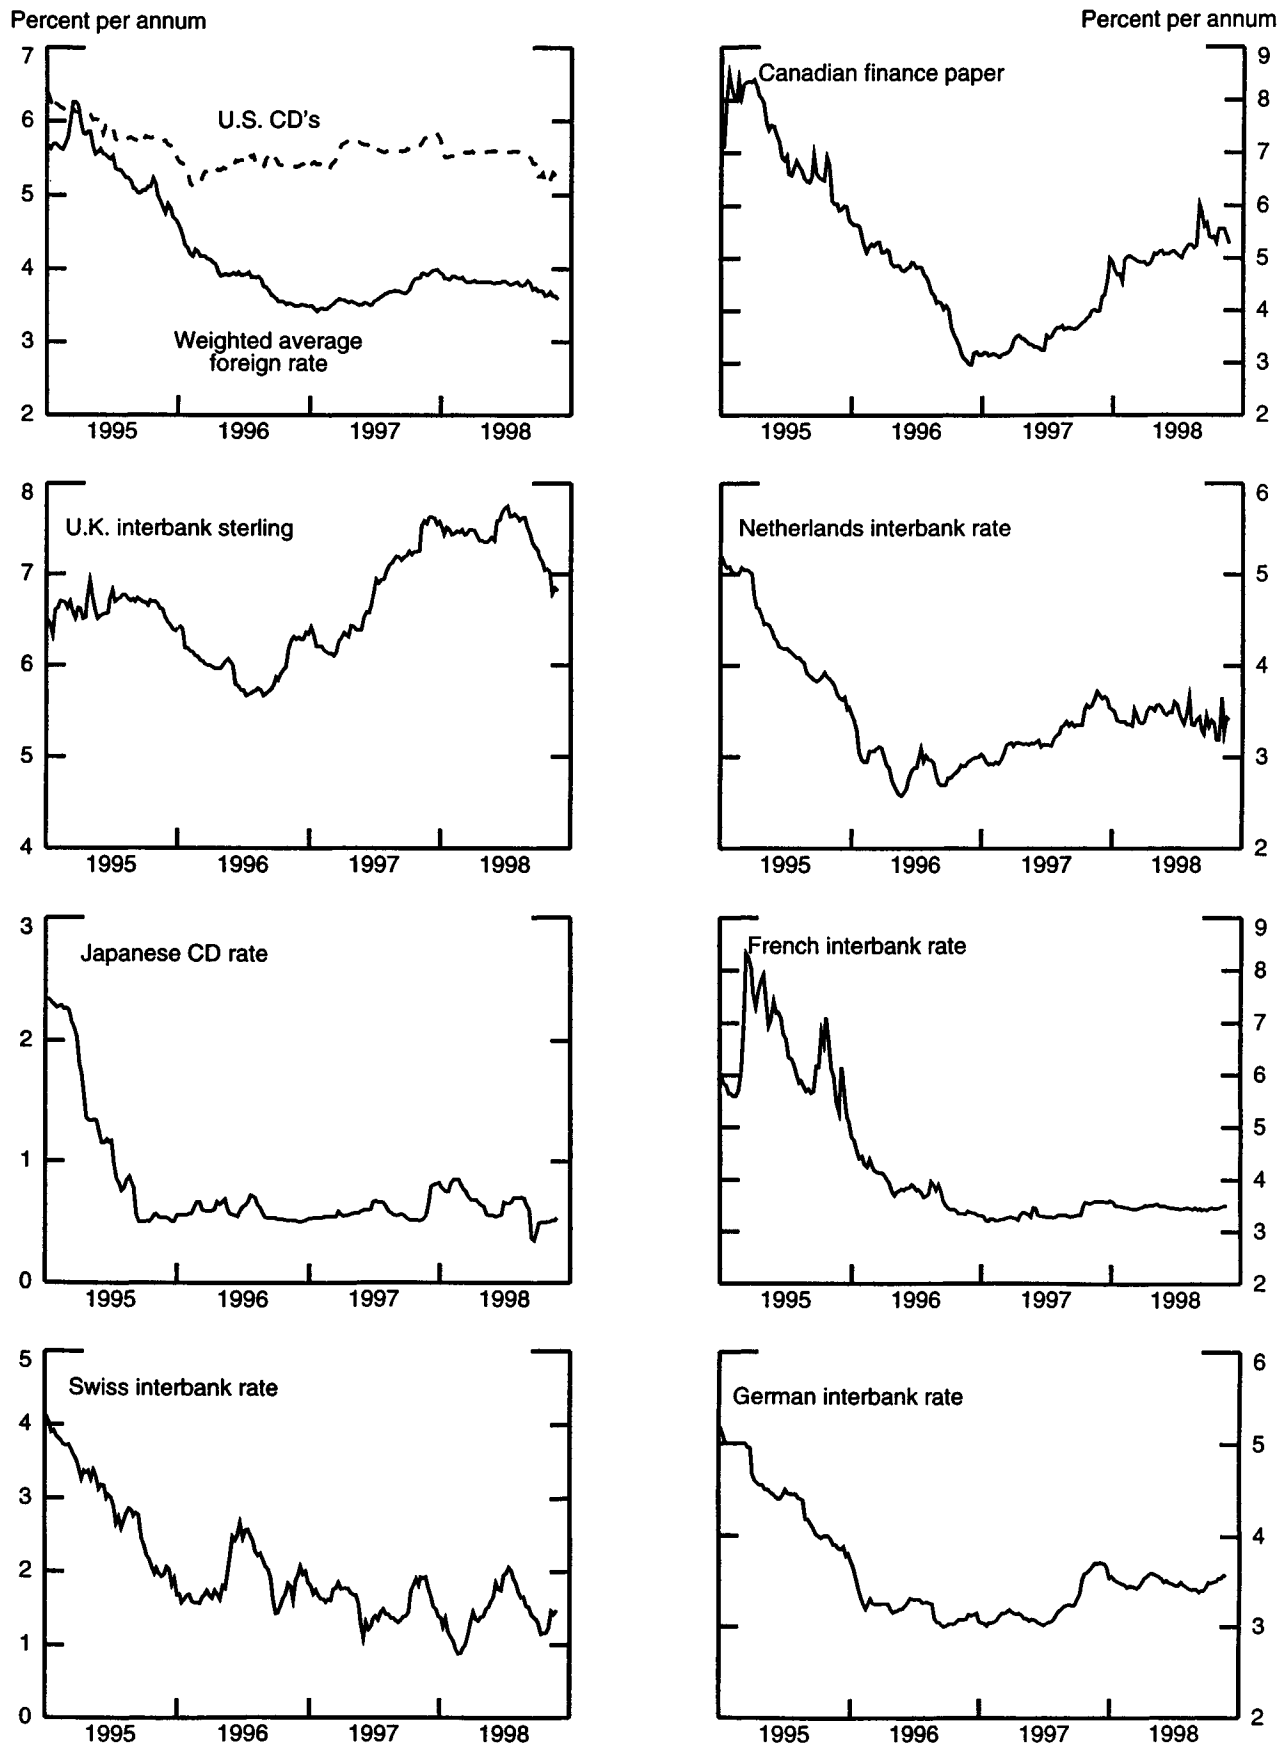 Percent per annum
Percent per annum
7
6
5
4
3
2
U.S. CD's
Weighted average
foreign rate
1995 1996 1997 1998
Canadian finance paper
9
8
7
6
5
4
3
2
1995 1996 1997 1998
8
7
6
5
4
U.K. interbank sterling
1995 1996 1997 1998
Netherlands interbank rate
6
5
4
3
2
1995 1996 1997 1998
3
2
1
0
Japanese CD rate
1995 1996 1997 1998
French interbank rate
9
8
7
6
5
4
3
2
1995 1996 1997 1998
5
4
3
2
1
0
Swiss interbank rate
1995 1996 1997 1998
German interbank rate
6
5
4
3
2
1995 1996 1997 1998